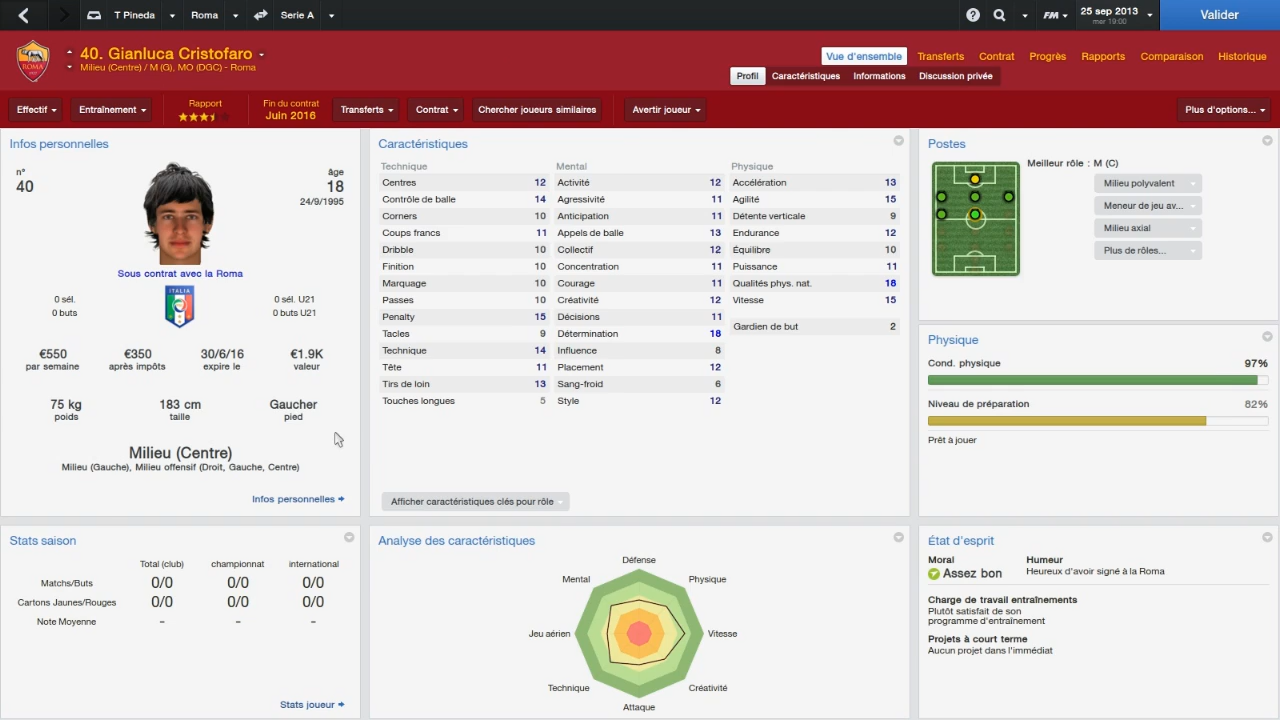 T Pineda
Roma
Serie A
FM
25 sep 2013
mer 19:00
Valider
ROMA
40. Gianluca Cristofaro
Milieu (Centre) / M (G), MO (DGC) - Roma
Vue d'ensemble
Transferts
Contrat
Progrès
Rapports
Comparaison
Historique
Profil
Caractéristiques
Informations
Discussion privée
Effectif
Entraînement
Rapport
Fin du contrat
Juin 2016
Transferts
Contrat
Chercher joueurs similaires
Avertir joueur
Plus d'options...
Infos personnelles
n°
40
âge
18
24/9/1995
Sous contrat avec la Roma
0 sél.
0 buts
ITALIA
0 sél. U21
0 buts U21
€550 €350 30/6/16 €1.9K
par semaine après impôts expire le valeur
75 kg 183 cm Gaucher
poids taille pied
Milieu (Centre)
Milieu (Gauche), Milieu offensif (Droit, Gauche, Centre)
Infos personnelles
Caractéristiques
Technique Mental Physique
Centres 12 Activité 12 Accélération 13
Contrôle de balle 14 Agressivité 11 Agilité 15
Corners 10 Anticipation 11 Détente verticale 9
Coups francs 11 Appels de balle 13 Endurance 12
Dribble 10 Collectif 12 Équilibre 10
Finition 10 Concentration 11 Puissance 11
Marquage 10 Courage 11 Qualités phys. nat. 18
Passes 10 Créativité 12 Vitesse 15
Penalty 15 Décisions 11
Gardien de but 2
Tacles 9 Détermination 18
Technique 14 Influence 8
Tête 11 Placement 12
Tirs de loin 13 Sang-froid 6
Touches longues 5 Style 12
Afficher caractéristiques clés pour rôle
Postes
Meilleur rôle : M (C)
Milieu polyvalent
Meneur de jeu av...
Milieu axial
Plus de rôles...
Physique
Cond. physique 97%
Niveau de préparation 82%
Prêt à jouer
Stats saison
Total (club) championnat international
Matchs/Buts 0/0 0/0 0/0
Cartons Jaunes/Rouges 0/0 0/0 0/0
Note Moyenne - - -
Stats joueur
Analyse des caractéristiques
Défense
Mental
Physique
Jeu aérien
Vitesse
Technique
Créativité
Attaque
État d'esprit
Moral
Assez bon
Humeur
Heureux d'avoir signé à la Roma
Charge de travail entraînements
Plutôt satisfait de son
programme d'entraînement
Projets à court terme
Aucun projet dans l'immédiat